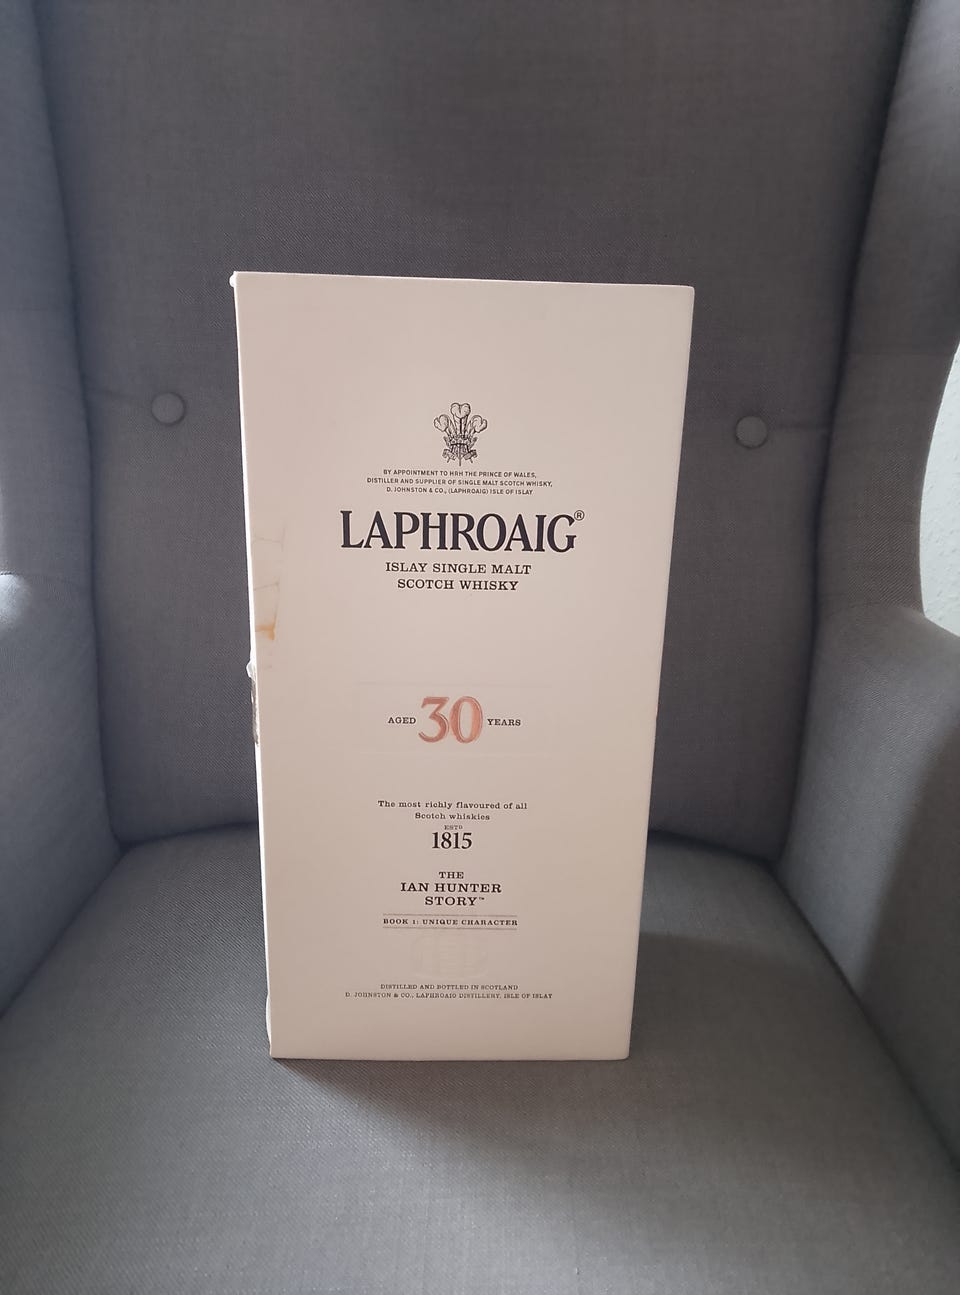 BY APPOINTMENT TO HRH THE PRINCE OF WALES,
DISTILLER AND SUPPLIER OF SINGLE MALT SCOTCH WHISKY,
D. JOHNSTON & CO., (LAPHROAIG) ISLE OF ISLAY
LAPHROAIG®
ISLAY SINGLE MALT
SCOTCH WHISKY
AGED 30 YEARS
The most richly flavoured of all
Scotch whiskies
ESTD
1815
THE
IAN HUNTER
STORY™
BOOK 1: UNIQUE CHARACTER
DISTILLED AND BOTTLED IN SCOTLAND
D. JOHNSTON & CO., LAPHROAIG DISTILLERY, ISLE OF ISLAY